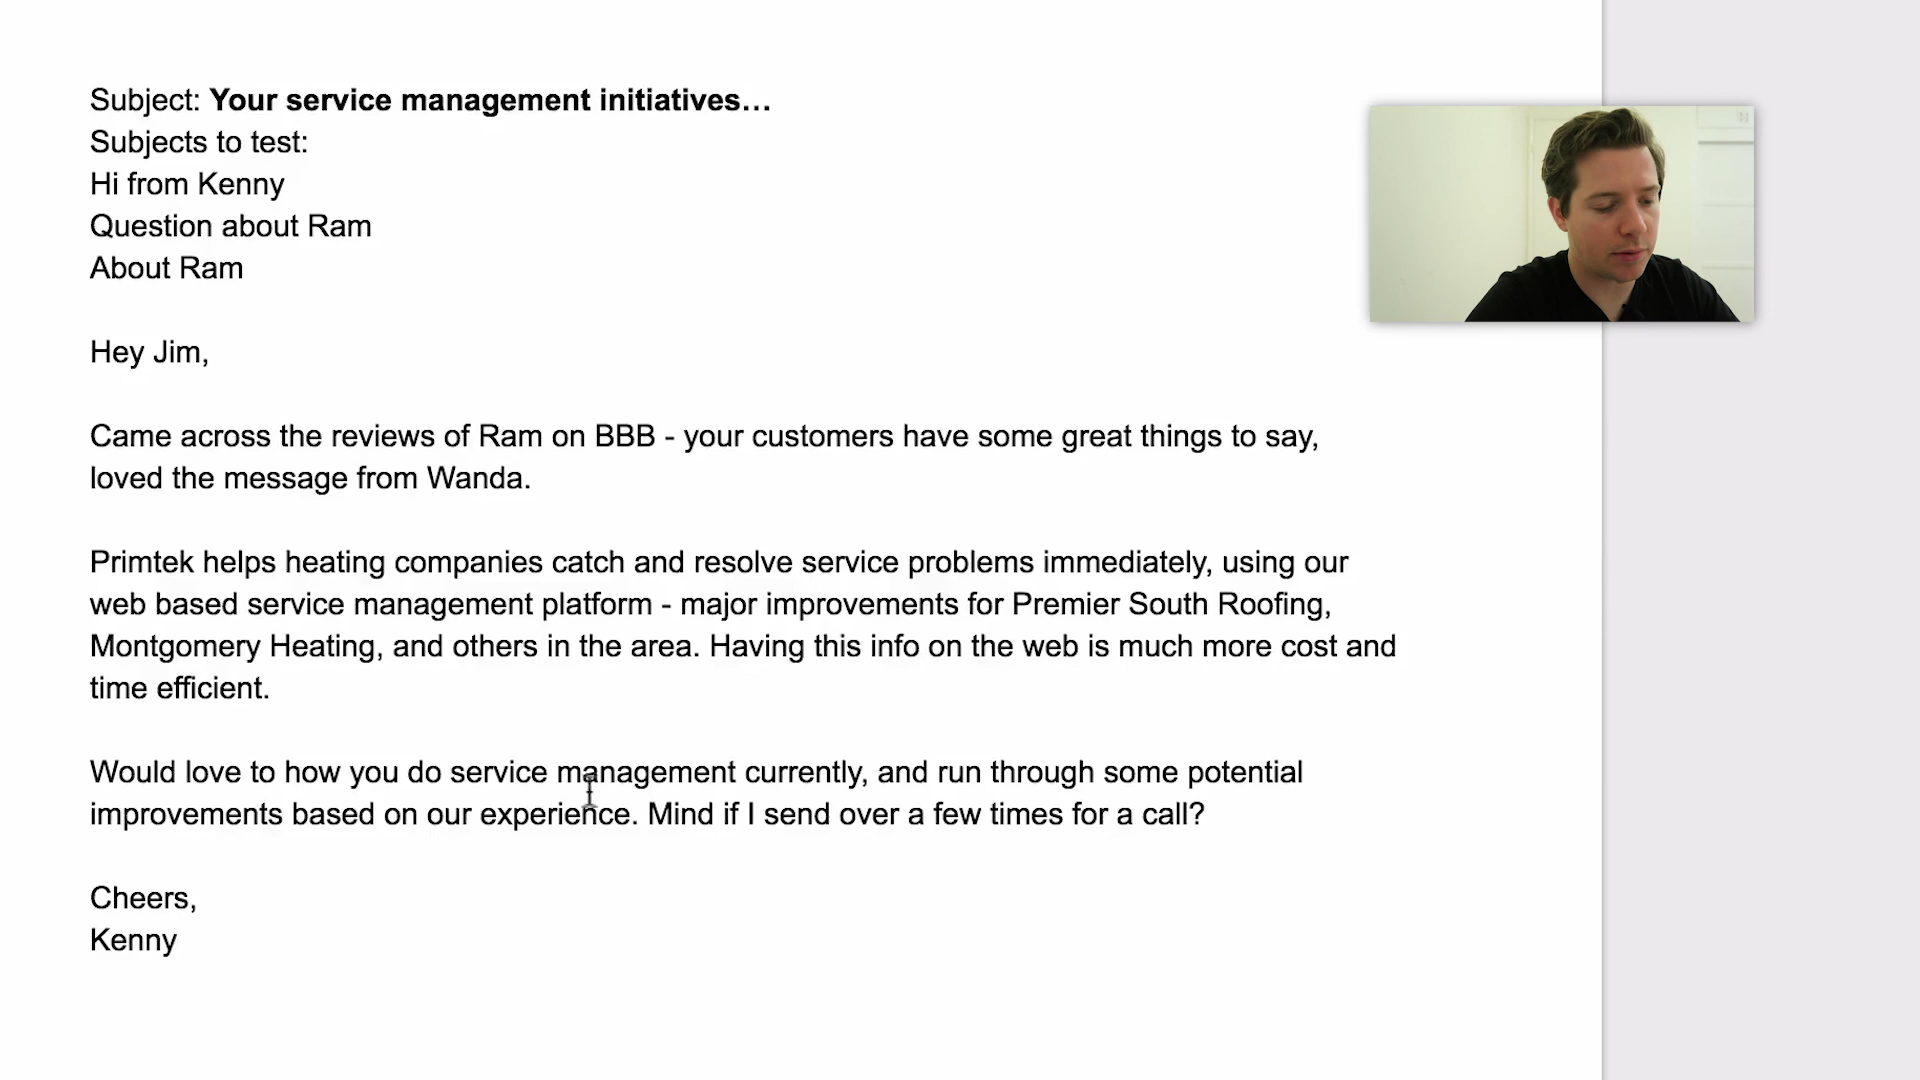 Subject: Your service management initiatives…
Subjects to test:
Hi from Kenny
Question about Ram
About Ram
Hey Jim,
Came across the reviews of Ram on BBB - your customers have some great things to say,
loved the message from Wanda.
Primtek helps heating companies catch and resolve service problems immediately, using our
web based service management platform - major improvements for Premier South Roofing,
Montgomery Heating, and others in the area. Having this info on the web is much more cost and
time efficient.
Would love to how you do service management currently, and run through some potential
improvements based on our experience. Mind if I send over a few times for a call?
Cheers,
Kenny